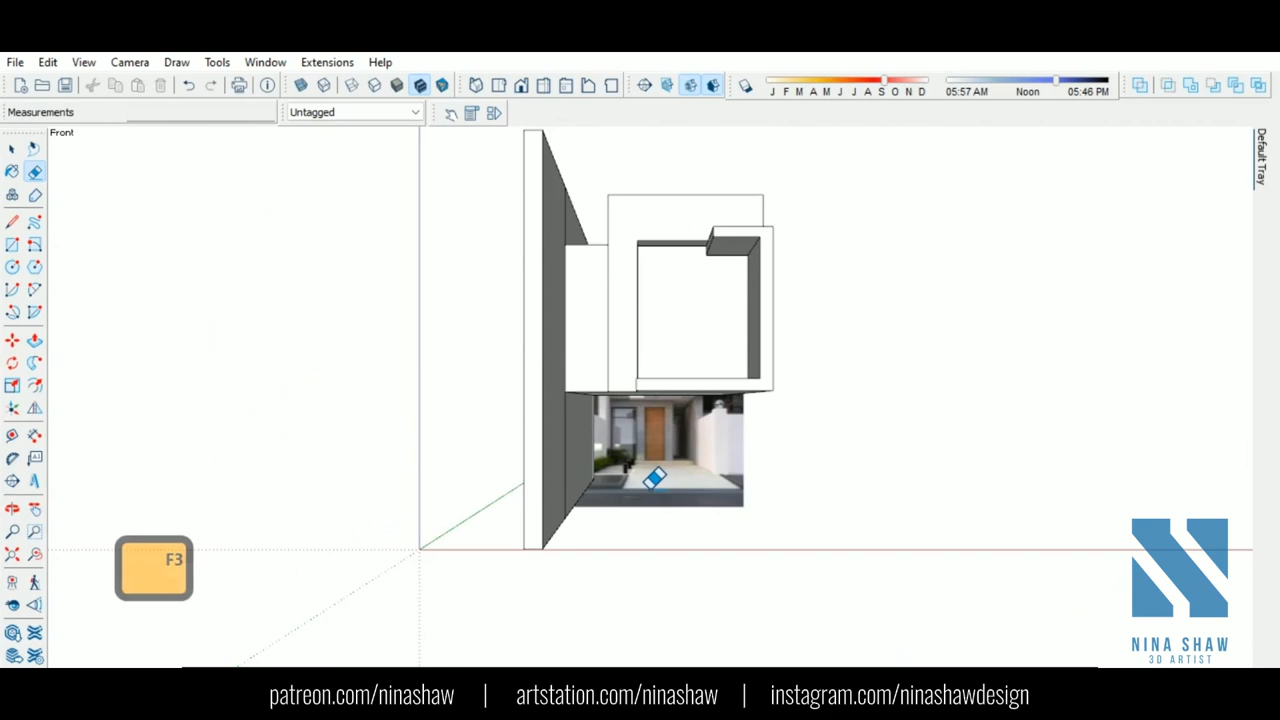 File Edit View Camera Draw Tools Window Extensions Help
J F M A M J J A S O N D 05:57 AM Noon 05:46 PM
Measurements Untagged
Front
Default Tray
F3
NINA SHAW
3D ARTIST
patreon.com/ninashaw | artstation.com/ninashaw | instagram.com/ninashawdesign